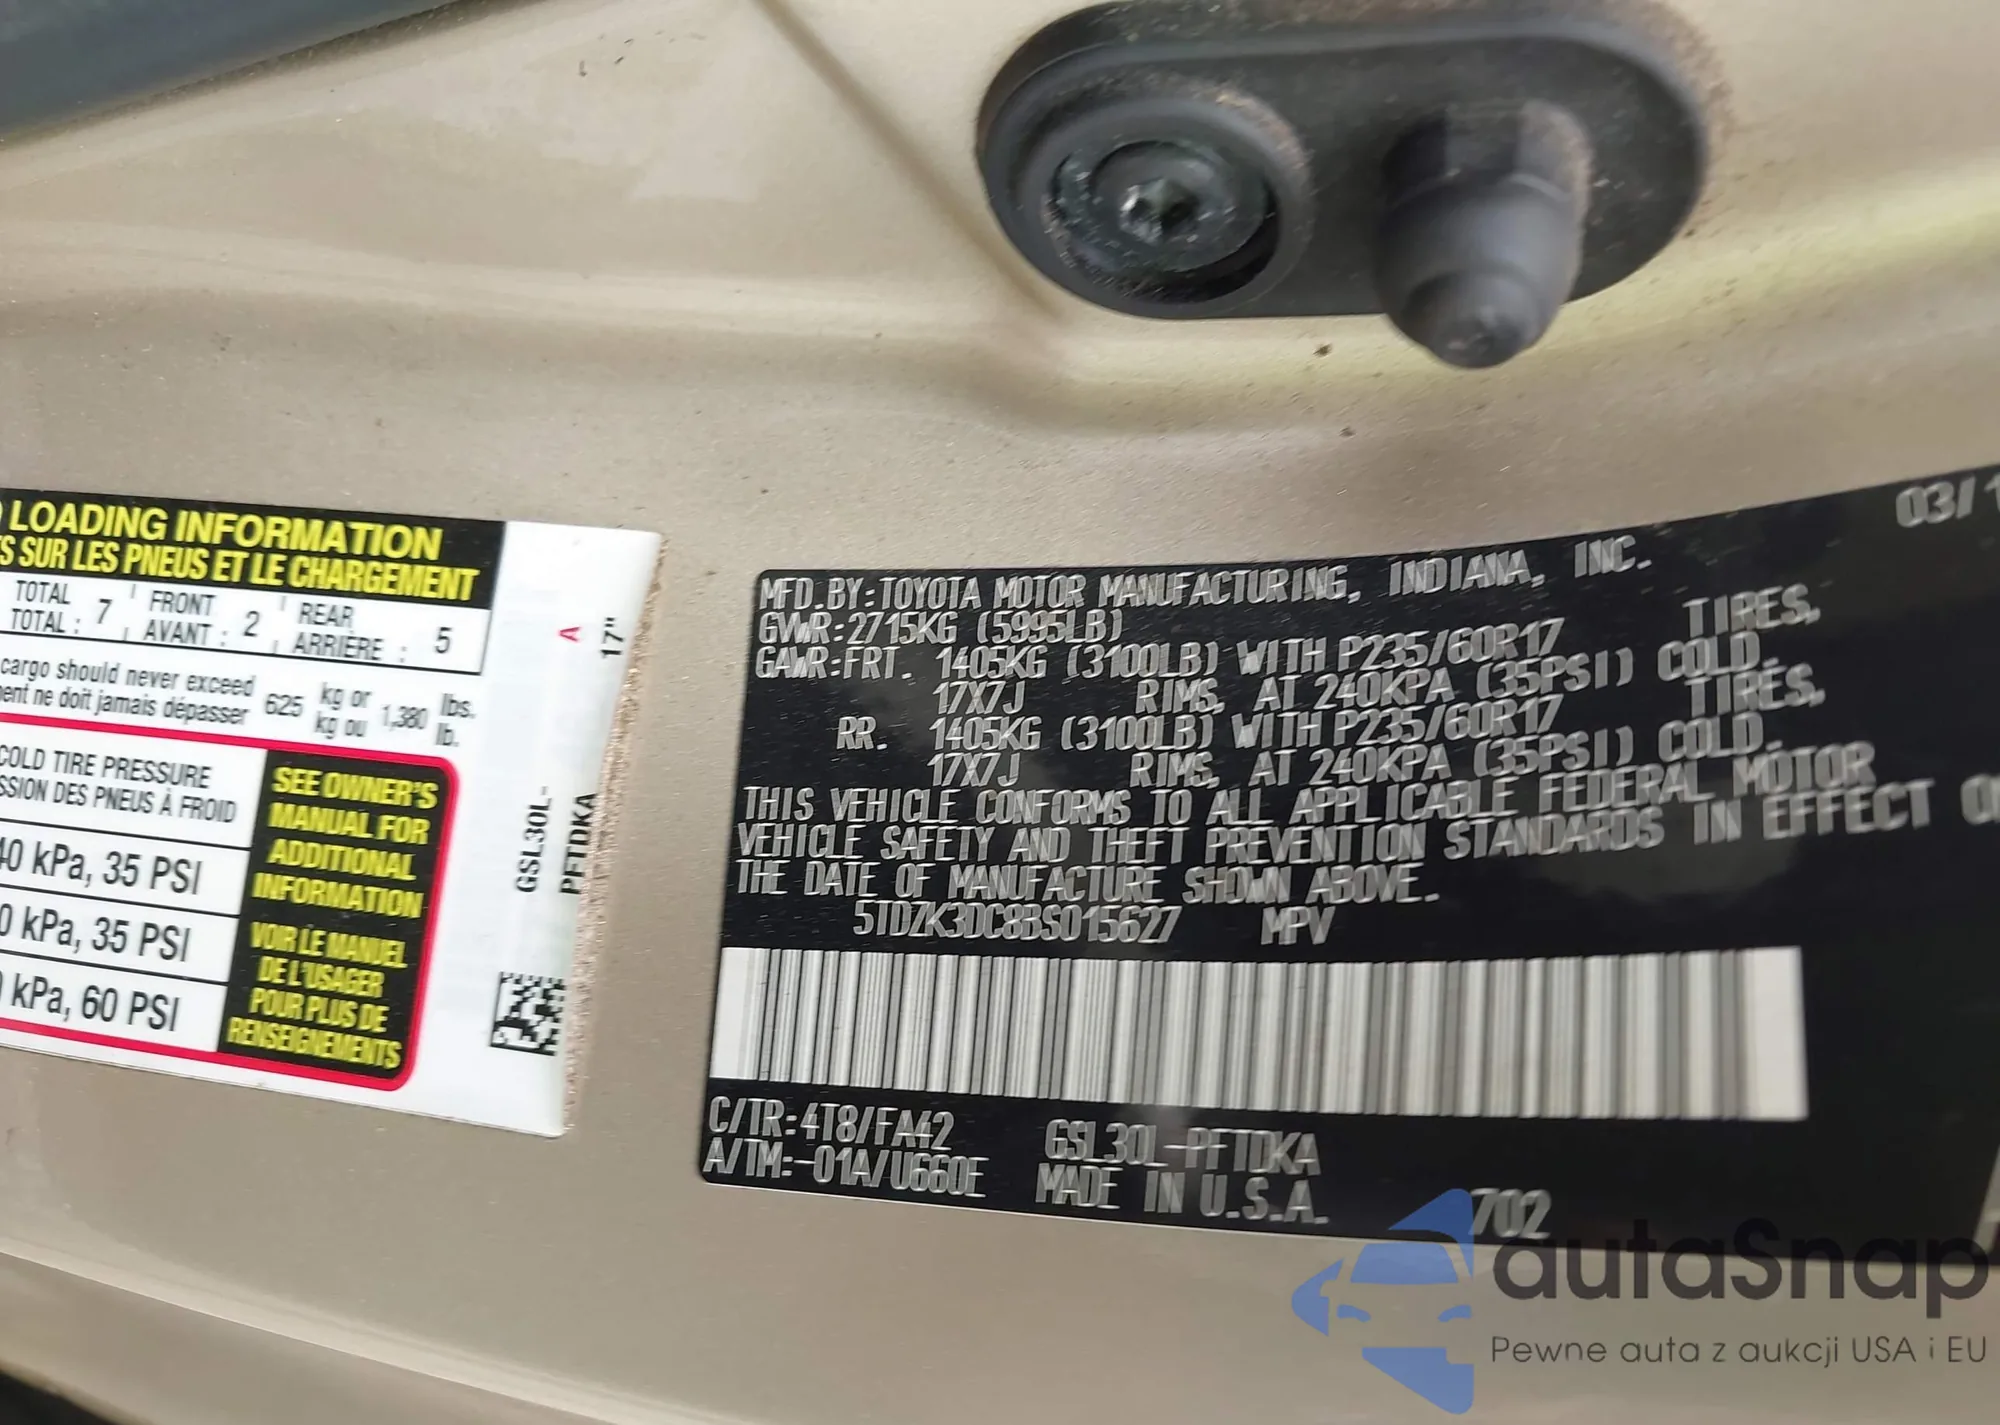 LOADING INFORMATION
S SUR LES PNEUS ET LE CHARGEMENT
TOTAL FRONT REAR
TOTAL : 7 AVANT : 2 ARRIÈRE : 5
cargo should never exceed 625 kg or 1,380 lbs.
ne doit jamais dépasser kg ou lb.
COLD TIRE PRESSURE
SSION DES PNEUS À FROID
40 kPa, 35 PSI
0 kPa, 35 PSI
0 kPa, 60 PSI
SEE OWNER'S
MANUAL FOR
ADDITIONAL
INFORMATION
VOIR LE MANUEL
DE L'USAGER
POUR PLUS DE
RENSEIGNEMENTS
A
17"
GSL30L-
PFTDKA
03/1
MFD.BY:TOYOTA MOTOR MANUFACTURING, INDIANA, INC.
GVWR:2715KG (5995LB)
GAWR:FRT. 1405KG (3100LB) WITH P235/60R17 TIRES,
17X7J RIMS, AT 240KPA (35PSI) COLD.
RR. 1405KG (3100LB) WITH P235/60R17 TIRES,
17X7J RIMS, AT 240KPA (35PSI) COLD.
THIS VEHICLE CONFORMS TO ALL APPLICABLE FEDERAL MOTOR
VEHICLE SAFETY AND THEFT PREVENTION STANDARDS IN EFFECT ON
THE DATE OF MANUFACTURE SHOWN ABOVE.
5TDZK3DC8BS015627 MPV
C/TR:4T8/FA42 GSL30L-PFTDKA
A/TM:-01A/U660E MADE IN U.S.A. 702
autaSnap
Pewne auta z aukcji USA i EU